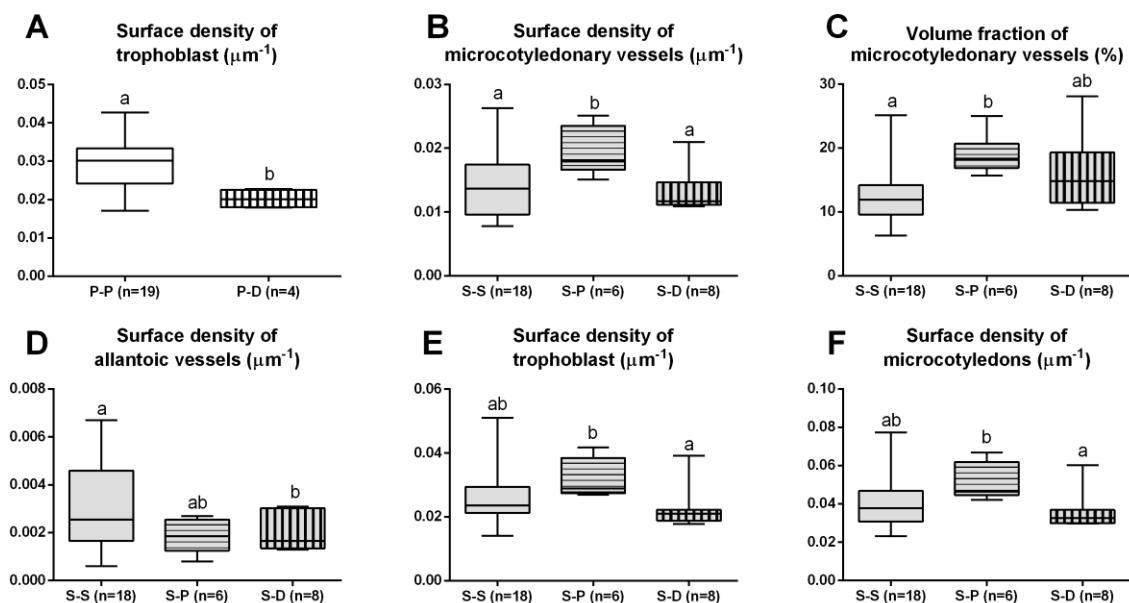 A
Surface density of
trophoblast (μm⁻¹)
0.05
0.04
0.03
0.02
0.01
0.00
a
b
P-P (n=19)
P-D (n=4)
B
Surface density of
microcotyledonary vessels (μm⁻¹)
0.03
0.02
0.01
0.00
a
b
a
S-S (n=18)
S-P (n=6)
S-D (n=8)
C
Volume fraction of
microcotyledonary vessels (%)
30
20
10
0
a
b
ab
S-S (n=18)
S-P (n=6)
S-D (n=8)
D
Surface density of
allantoic vessels (μm⁻¹)
0.008
0.006
0.004
0.002
0.000
a
ab
b
S-S (n=18)
S-P (n=6)
S-D (n=8)
E
Surface density of
trophoblast (μm⁻¹)
0.06
0.04
0.02
0.00
ab
b
a
S-S (n=18)
S-P (n=6)
S-D (n=8)
F
Surface density of
microcotyledons (μm⁻¹)
0.10
0.08
0.06
0.04
0.02
0.00
ab
b
a
S-S (n=18)
S-P (n=6)
S-D (n=8)